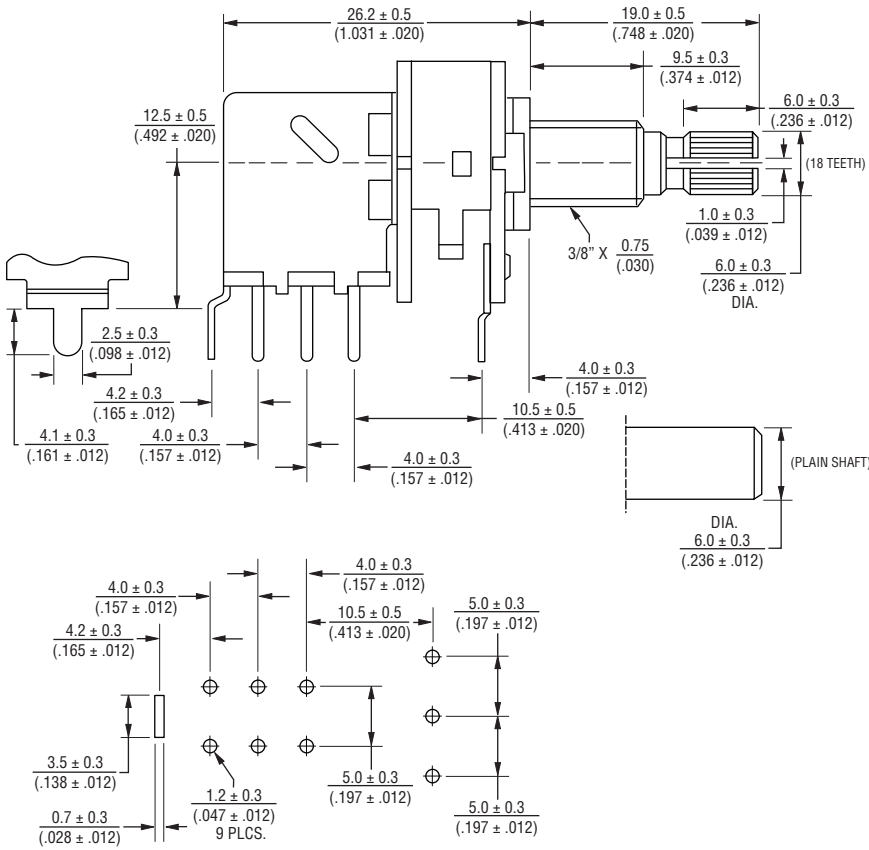 26.2 ± 0.5
(1.031 ± .020)
19.0 ± 0.5
(.748 ± .020)
9.5 ± 0.3
(.374 ± .012)
6.0 ± 0.3
(.236 ± .012)
12.5 ± 0.5
(.492 ± .020)
(18 TEETH)
1.0 ± 0.3
(.039 ± .012)
3/8” X 0.75
(.030)
6.0 ± 0.3
(.236 ± .012)
DIA.
2.5 ± 0.3
(.098 ± .012)
4.0 ± 0.3
(.157 ± .012)
4.2 ± 0.3
(.165 ± .012)
10.5 ± 0.5
(.413 ± .020)
4.1 ± 0.3
(.161 ± .012)
4.0 ± 0.3
(.157 ± .012)
4.0 ± 0.3
(.157 ± .012)
(PLAIN SHAFT)
DIA.
6.0 ± 0.3
(.236 ± .012)
4.0 ± 0.3
(.157 ± .012)
4.0 ± 0.3
(.157 ± .012)
10.5 ± 0.5
(.413 ± .020)
5.0 ± 0.3
(.197 ± .012)
4.2 ± 0.3
(.165 ± .012)
3.5 ± 0.3
(.138 ± .012)
5.0 ± 0.3
(.197 ± .012)
1.2 ± 0.3
(.047 ± .012)
9 PLCS.
5.0 ± 0.3
(.197 ± .012)
0.7 ± 0.3
(.028 ± .012)